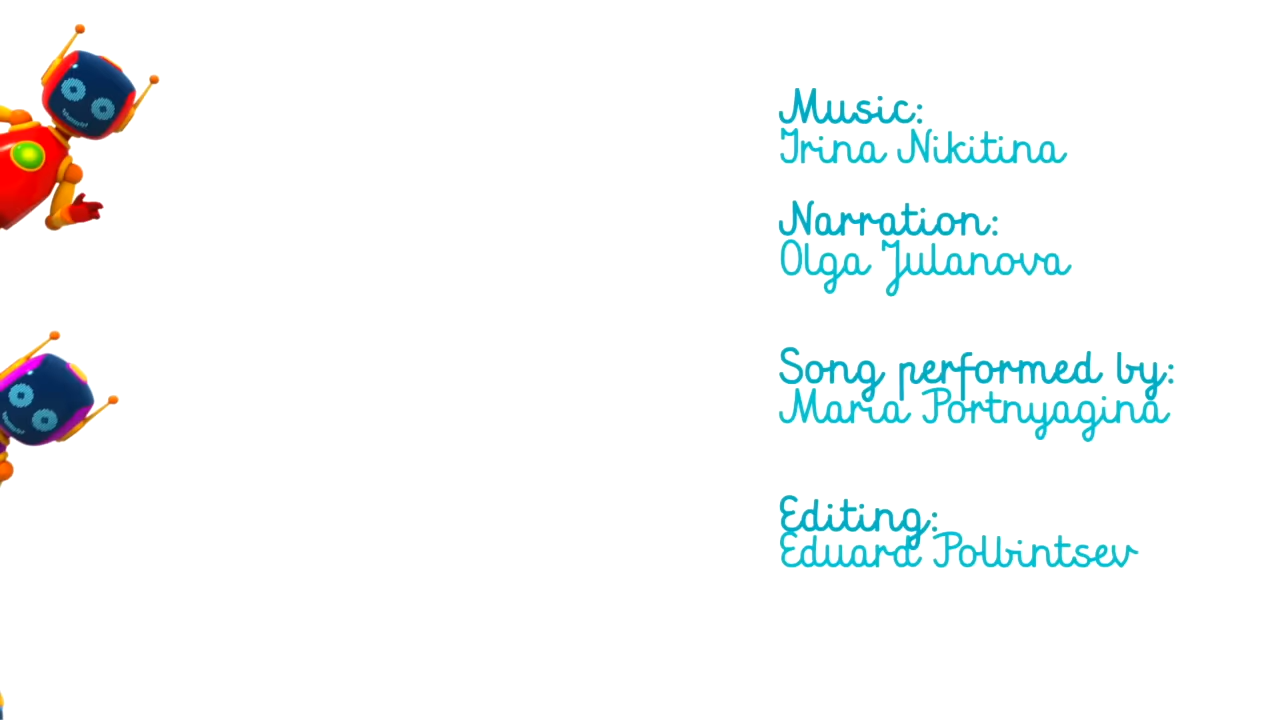 Music:
Irina Nikitina
Narration:
Olga Julanova
Song performed by:
Maria Portnyagina
Editing:
Eduard Polbintsev